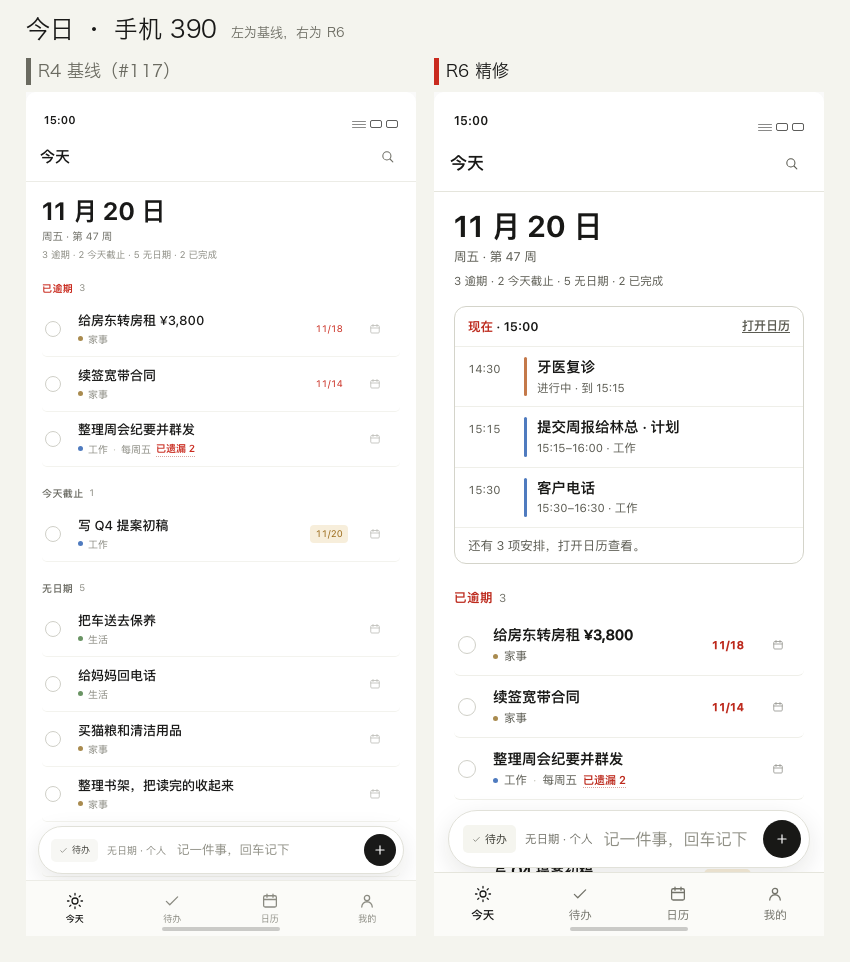 今日 · 手机 390 左为基线，右为 R6
R4 基线（#117）
15:00
今天
11 月 20 日
周五 · 第 47 周
3 逾期 · 2 今天截止 · 5 无日期 · 2 已完成
已逾期 3
给房东转房租 ¥3,800
家事
11/18
续签宽带合同
家事
11/14
整理周会纪要并群发
工作 · 每周五 已遗漏 2
今天截止 1
写 Q4 提案初稿
工作
11/20
无日期 5
把车送去保养
生活
给妈妈回电话
生活
买猫粮和清洁用品
家事
整理书架，把读完的收起来
家事
待办 无日期 · 个人 记一件事，回车记下
今天 待办 日历 我的
R6 精修
15:00
今天
11 月 20 日
周五 · 第 47 周
3 逾期 · 2 今天截止 · 5 无日期 · 2 已完成
现在 · 15:00 打开日历
14:30 牙医复诊
进行中 · 到 15:15
15:15 提交周报给林总 · 计划
15:15–16:00 · 工作
15:30 客户电话
15:30–16:30 · 工作
还有 3 项安排，打开日历查看。
已逾期 3
给房东转房租 ¥3,800
家事
11/18
续签宽带合同
家事
11/14
整理周会纪要并群发
工作 · 每周五 已遗漏 2
待办 无日期 · 个人 记一件事，回车记下
今天 待办 日历 我的